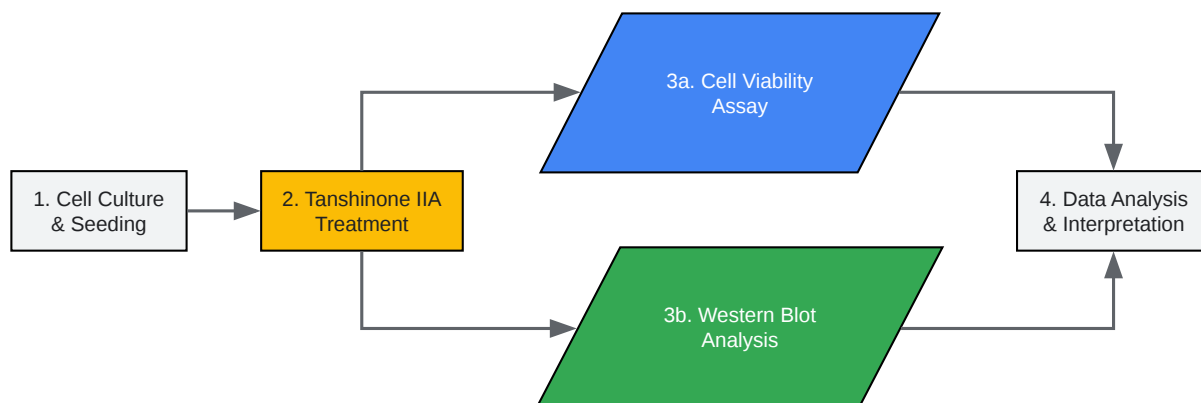 1. Cell Culture
& Seeding
2. Tanshinone IIA
Treatment
3a. Cell Viability
Assay
3b. Western Blot
Analysis
4. Data Analysis
& Interpretation